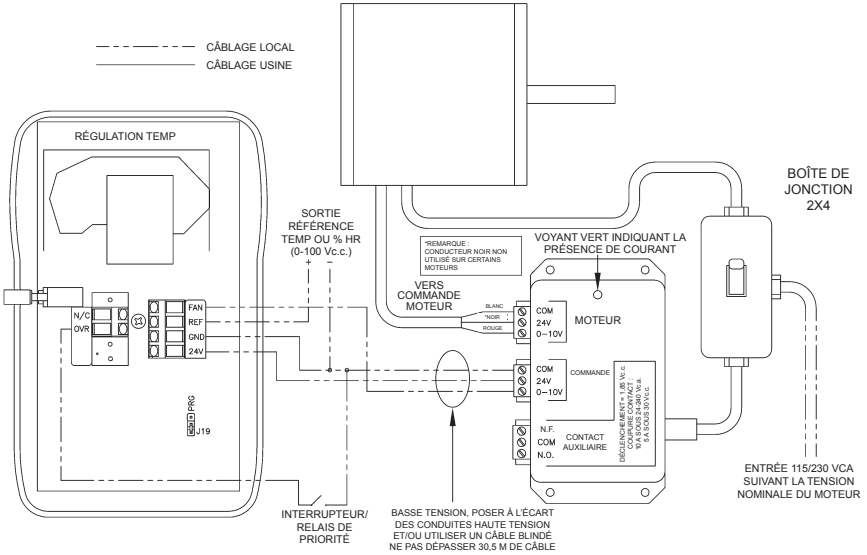 CÂBLAGE LOCAL
CÂBLAGE USINE
RÉGULATION TEMP
SORTIE
RÉFÉRENCE
TEMP OU % HR
(0-100 Vc.c.)
+ –
*REMARQUE :
CONDUCTEUR NOIR NON
UTILISÉ SUR CERTAINS
MOTEURS
VOYANT VERT INDIQUANT LA
PRÉSENCE DE COURANT
BOÎTE DE
JONCTION
2X4
VERS
COMMANDE
MOTEUR
BLANC
*NOIR :
ROUGE
COM
24V
0–10V
MOTEUR
N/C
OVR
FAN
REF
GND
24V
COM
24V
0–10V
COMMANDE
N.F.
COM
N.O.
CONTACT
AUXILIAIRE
DÉCLENCHEMENT = 1,85 Vc.c.
COUPURE CONTACT :
10 A SOUS 24-240 Vc.a.
5 A SOUS 30 Vc.c.
PRG
J19
INTERRUPTEUR/
RELAIS DE
PRIORITÉ
BASSE TENSION, POSER À L'ÉCART
DES CONDUITES HAUTE TENSION
ET/OU UTILISER UN CÂBLE BLINDÉ
NE PAS DÉPASSER 30,5 M DE CÂBLE
ENTRÉE 115/230 VCA
SUIVANT LA TENSION
NOMINALE DU MOTEUR